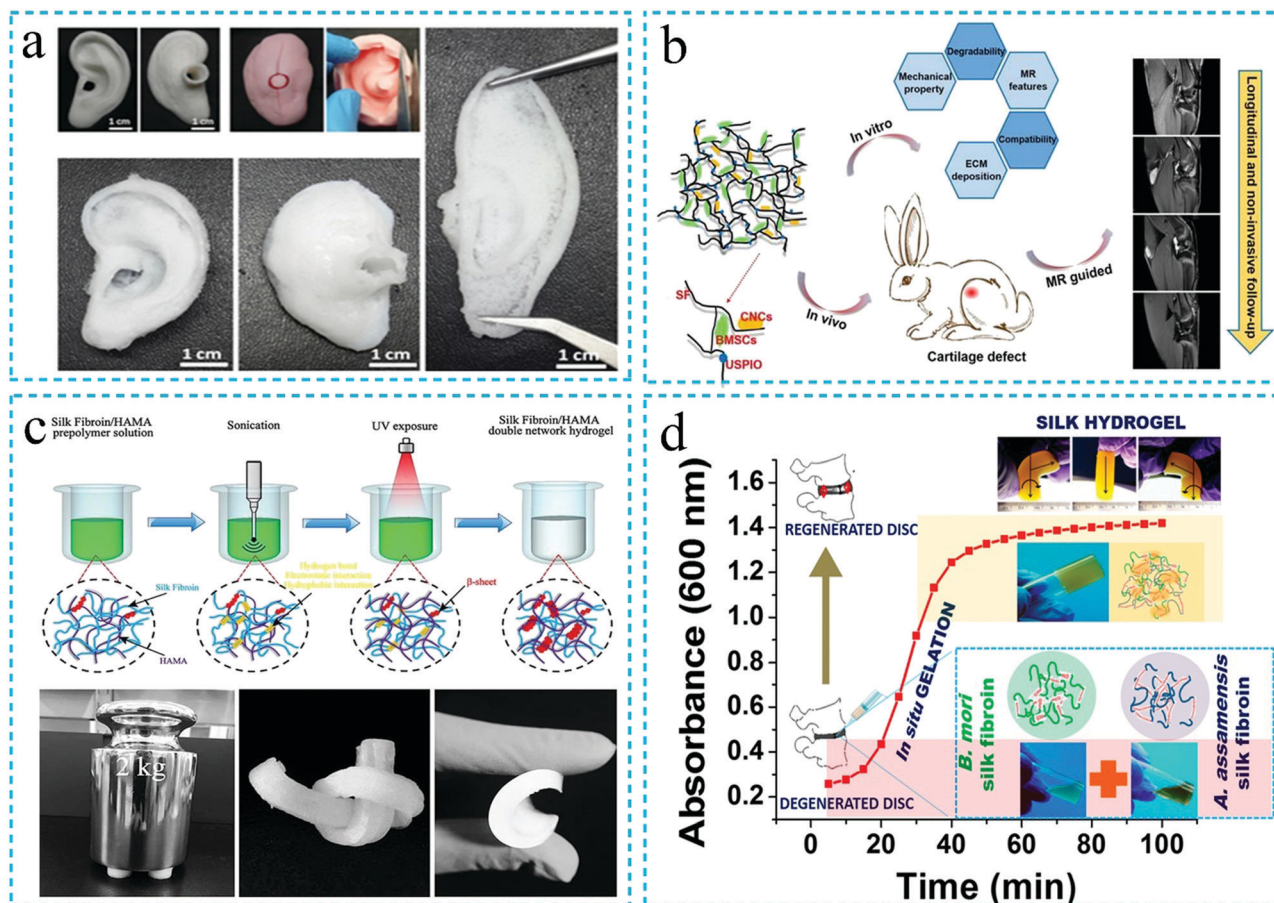 a
1 cm
1 cm
1 cm
1 cm
1 cm
b
Degradability
Mechanical
property
MR
features
Compatibility
ECM
deposition
In vitro
In vivo
MR guided
Cartilage defect
SF
CNCs
BMSCs
USPIO
Longitudinal and non-invasive follow-up
c
Silk Fibroin/HAMA
prepolymer solution
Sonication
UV exposure
Silk Fibroin/HAMA
double network hydrogel
Hydrogen bond
Electrostatic interaction
Hydrophobic interaction
β-sheet
Silk Fibroin
HAMA
2 kg
d
SILK HYDROGEL
Absorbance (600 nm)
1.6
1.4
1.2
1.0
0.8
0.6
0.4
0.2
REGENERATED DISC
In situ GELATION
DEGENERATED DISC
B. mori
silk fibroin
A. assamensis
silk fibroin
0
20
40
60
80
100
Time (min)